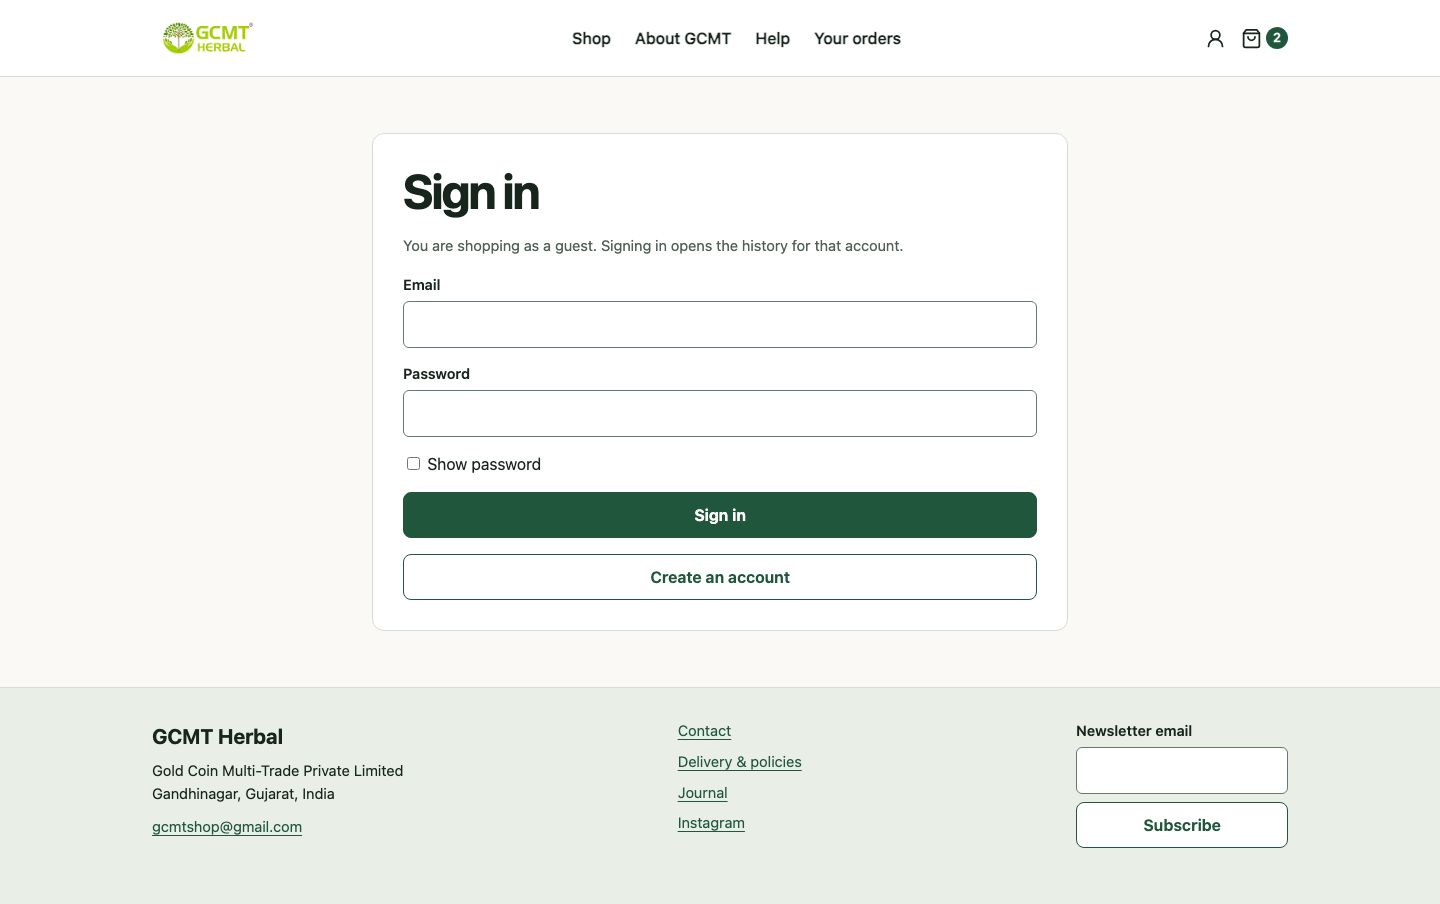 GCMT®
HERBAL
Shop
About GCMT
Help
Your orders
2
Sign in
You are shopping as a guest. Signing in opens the history for that account.
Email
Password
Show password
Sign in
Create an account
GCMT Herbal
Gold Coin Multi-Trade Private Limited
Gandhinagar, Gujarat, India
gcmtshop@gmail.com
Contact
Delivery & policies
Journal
Instagram
Newsletter email
Subscribe